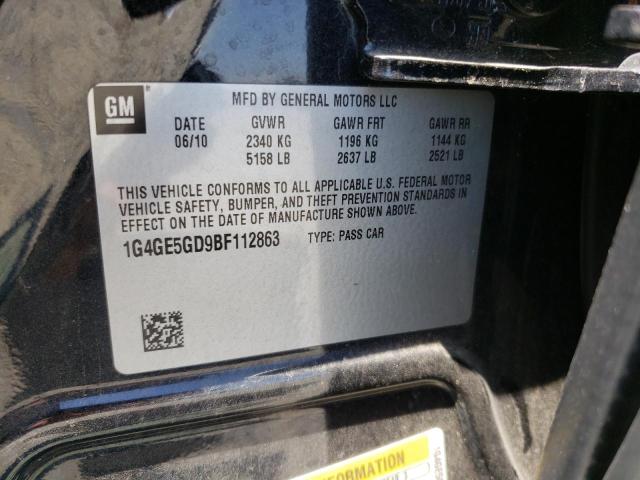 GM
MFD BY GENERAL MOTORS LLC
DATE GVWR GAWR FRT GAWR RR
06/10 2340 KG 1196 KG 1144 KG
5158 LB 2637 LB 2521 LB
THIS VEHICLE CONFORMS TO ALL APPLICABLE U.S. FEDERAL MOTOR
VEHICLE SAFETY, BUMPER, AND THEFT PREVENTION STANDARDS IN
EFFECT ON THE DATE OF MANUFACTURE SHOWN ABOVE.
1G4GE5GD9BF112863 TYPE: PASS CAR
INFORMATION